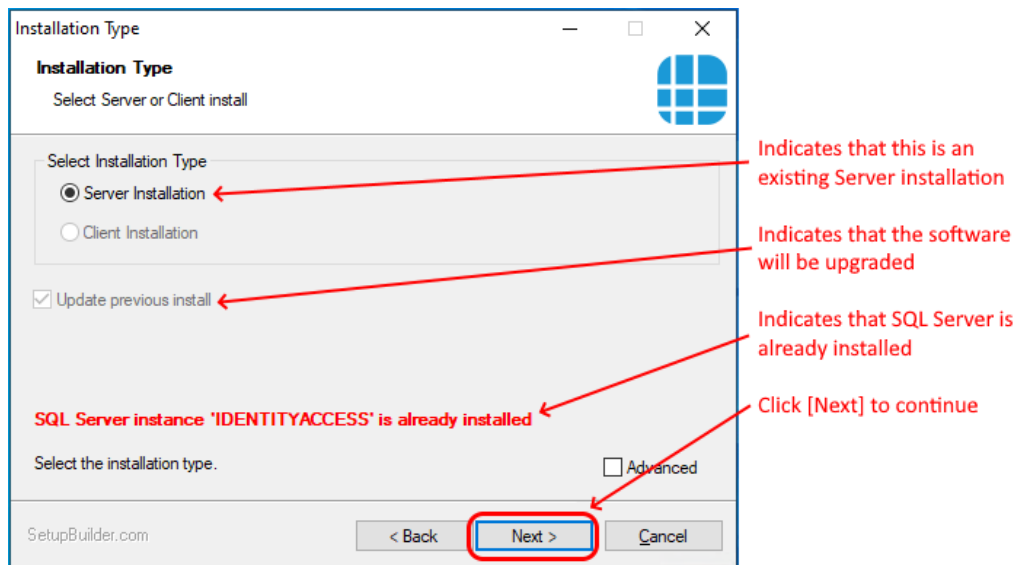 Installation Type
Installation Type
Select Server or Client install
Select Installation Type
Server Installation
Client Installation
Update previous install
SQL Server instance 'IDENTITYACCESS' is already installed
Select the installation type.
Advanced
SetupBuilder.com
< Back
Next >
Cancel
Indicates that this is an
existing Server installation
Indicates that the software
will be upgraded
Indicates that SQL Server is
already installed
Click [Next] to continue